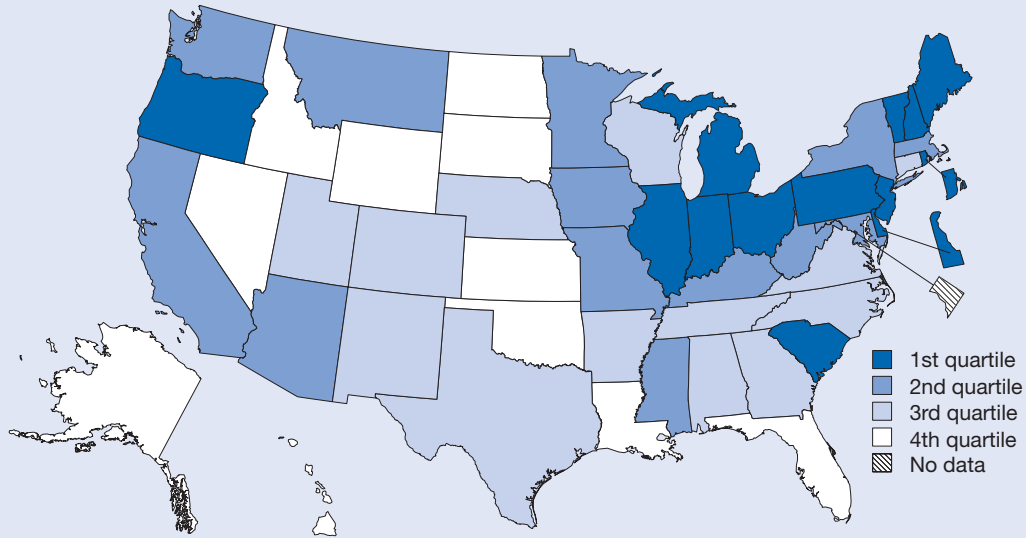 1st quartile
2nd quartile
3rd quartile
4th quartile
No data